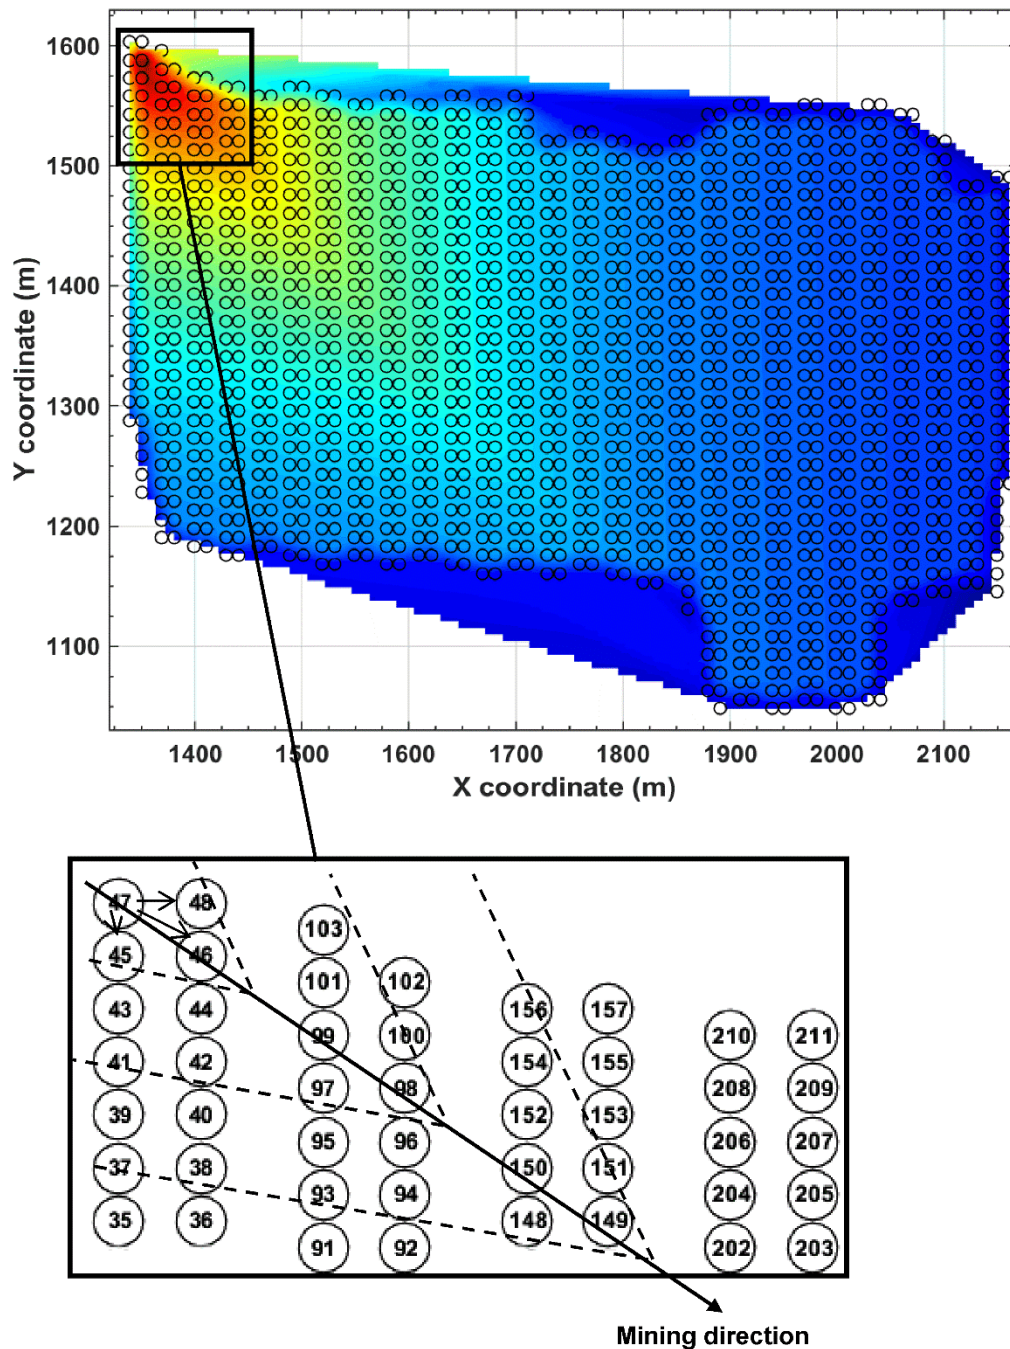 1600
1500
1400
1300
1200
1100
Y coordinate (m)
1400 1500 1600 1700 1800 1900 2000 2100
X coordinate (m)
47 48
103
45 46
101 102
43 44 156 157
99 100 210 211
41 42 154 155
97 98 208 209
39 40 152 153
95 96 206 207
37 38 150 151
93 94 204 205
35 36 148 149
91 92 202 203
Mining direction